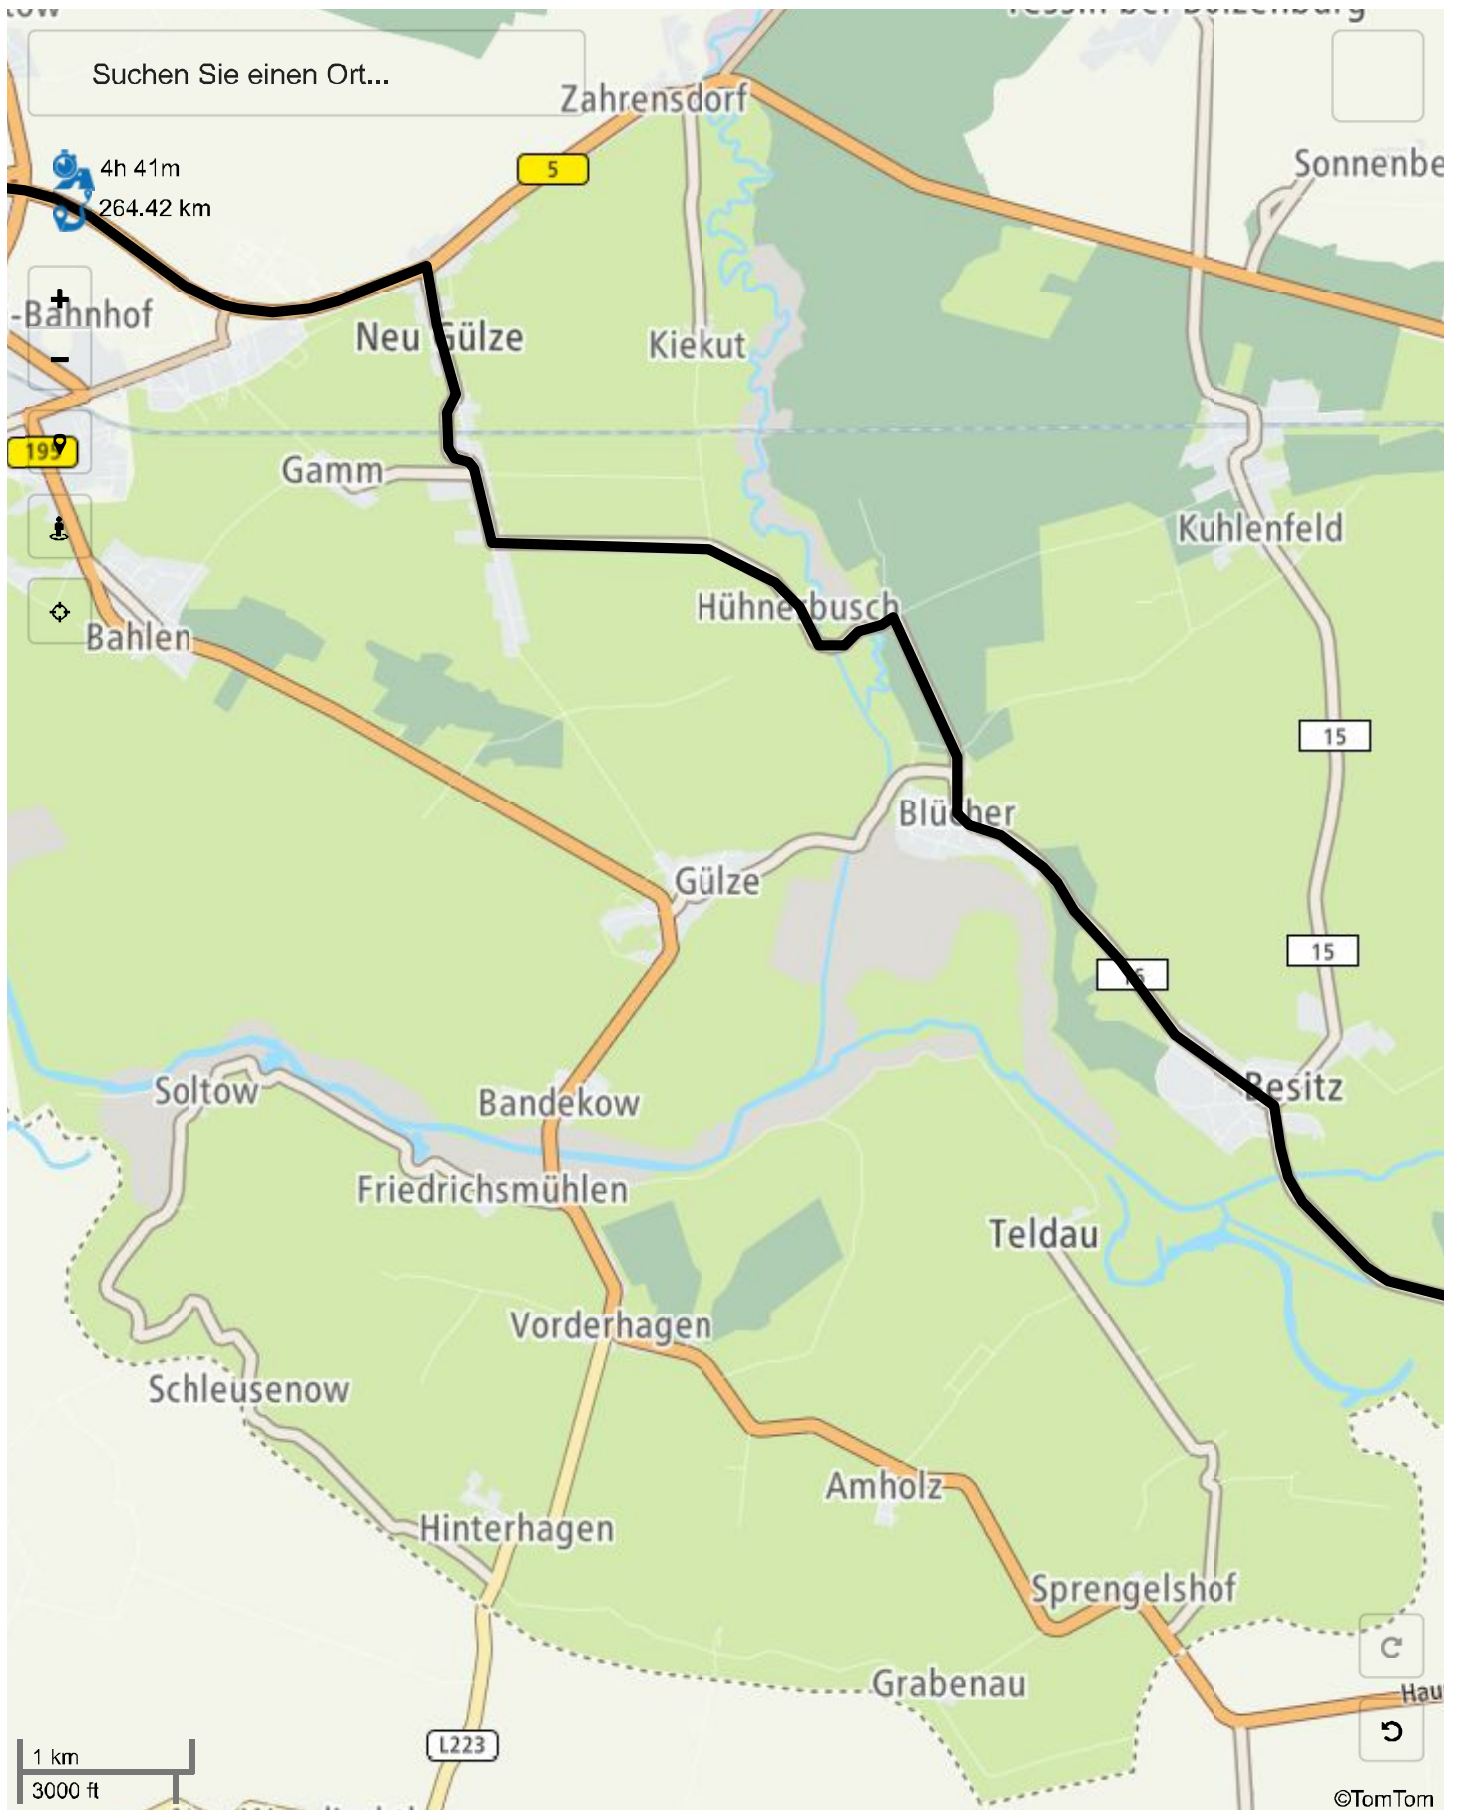 Suchen Sie einen Ort...
Zahrensdorf
5
Sonnenbe
4h 41m
264.42 km
+
-Bahnhof
Neu Gülze
Kiekut
−
195
Gamm
Kuhlenfeld
Hühnerbusch
Bahlen
15
Blücher
Gülze
15
15
Soltow
Bandekow
Besitz
Friedrichsmühlen
Teldau
Vorderhagen
Schleusenow
Amholz
Hinterhagen
Sprengelshof
Grabenau
Hau
L223
1 km
3000 ft
©TomTom